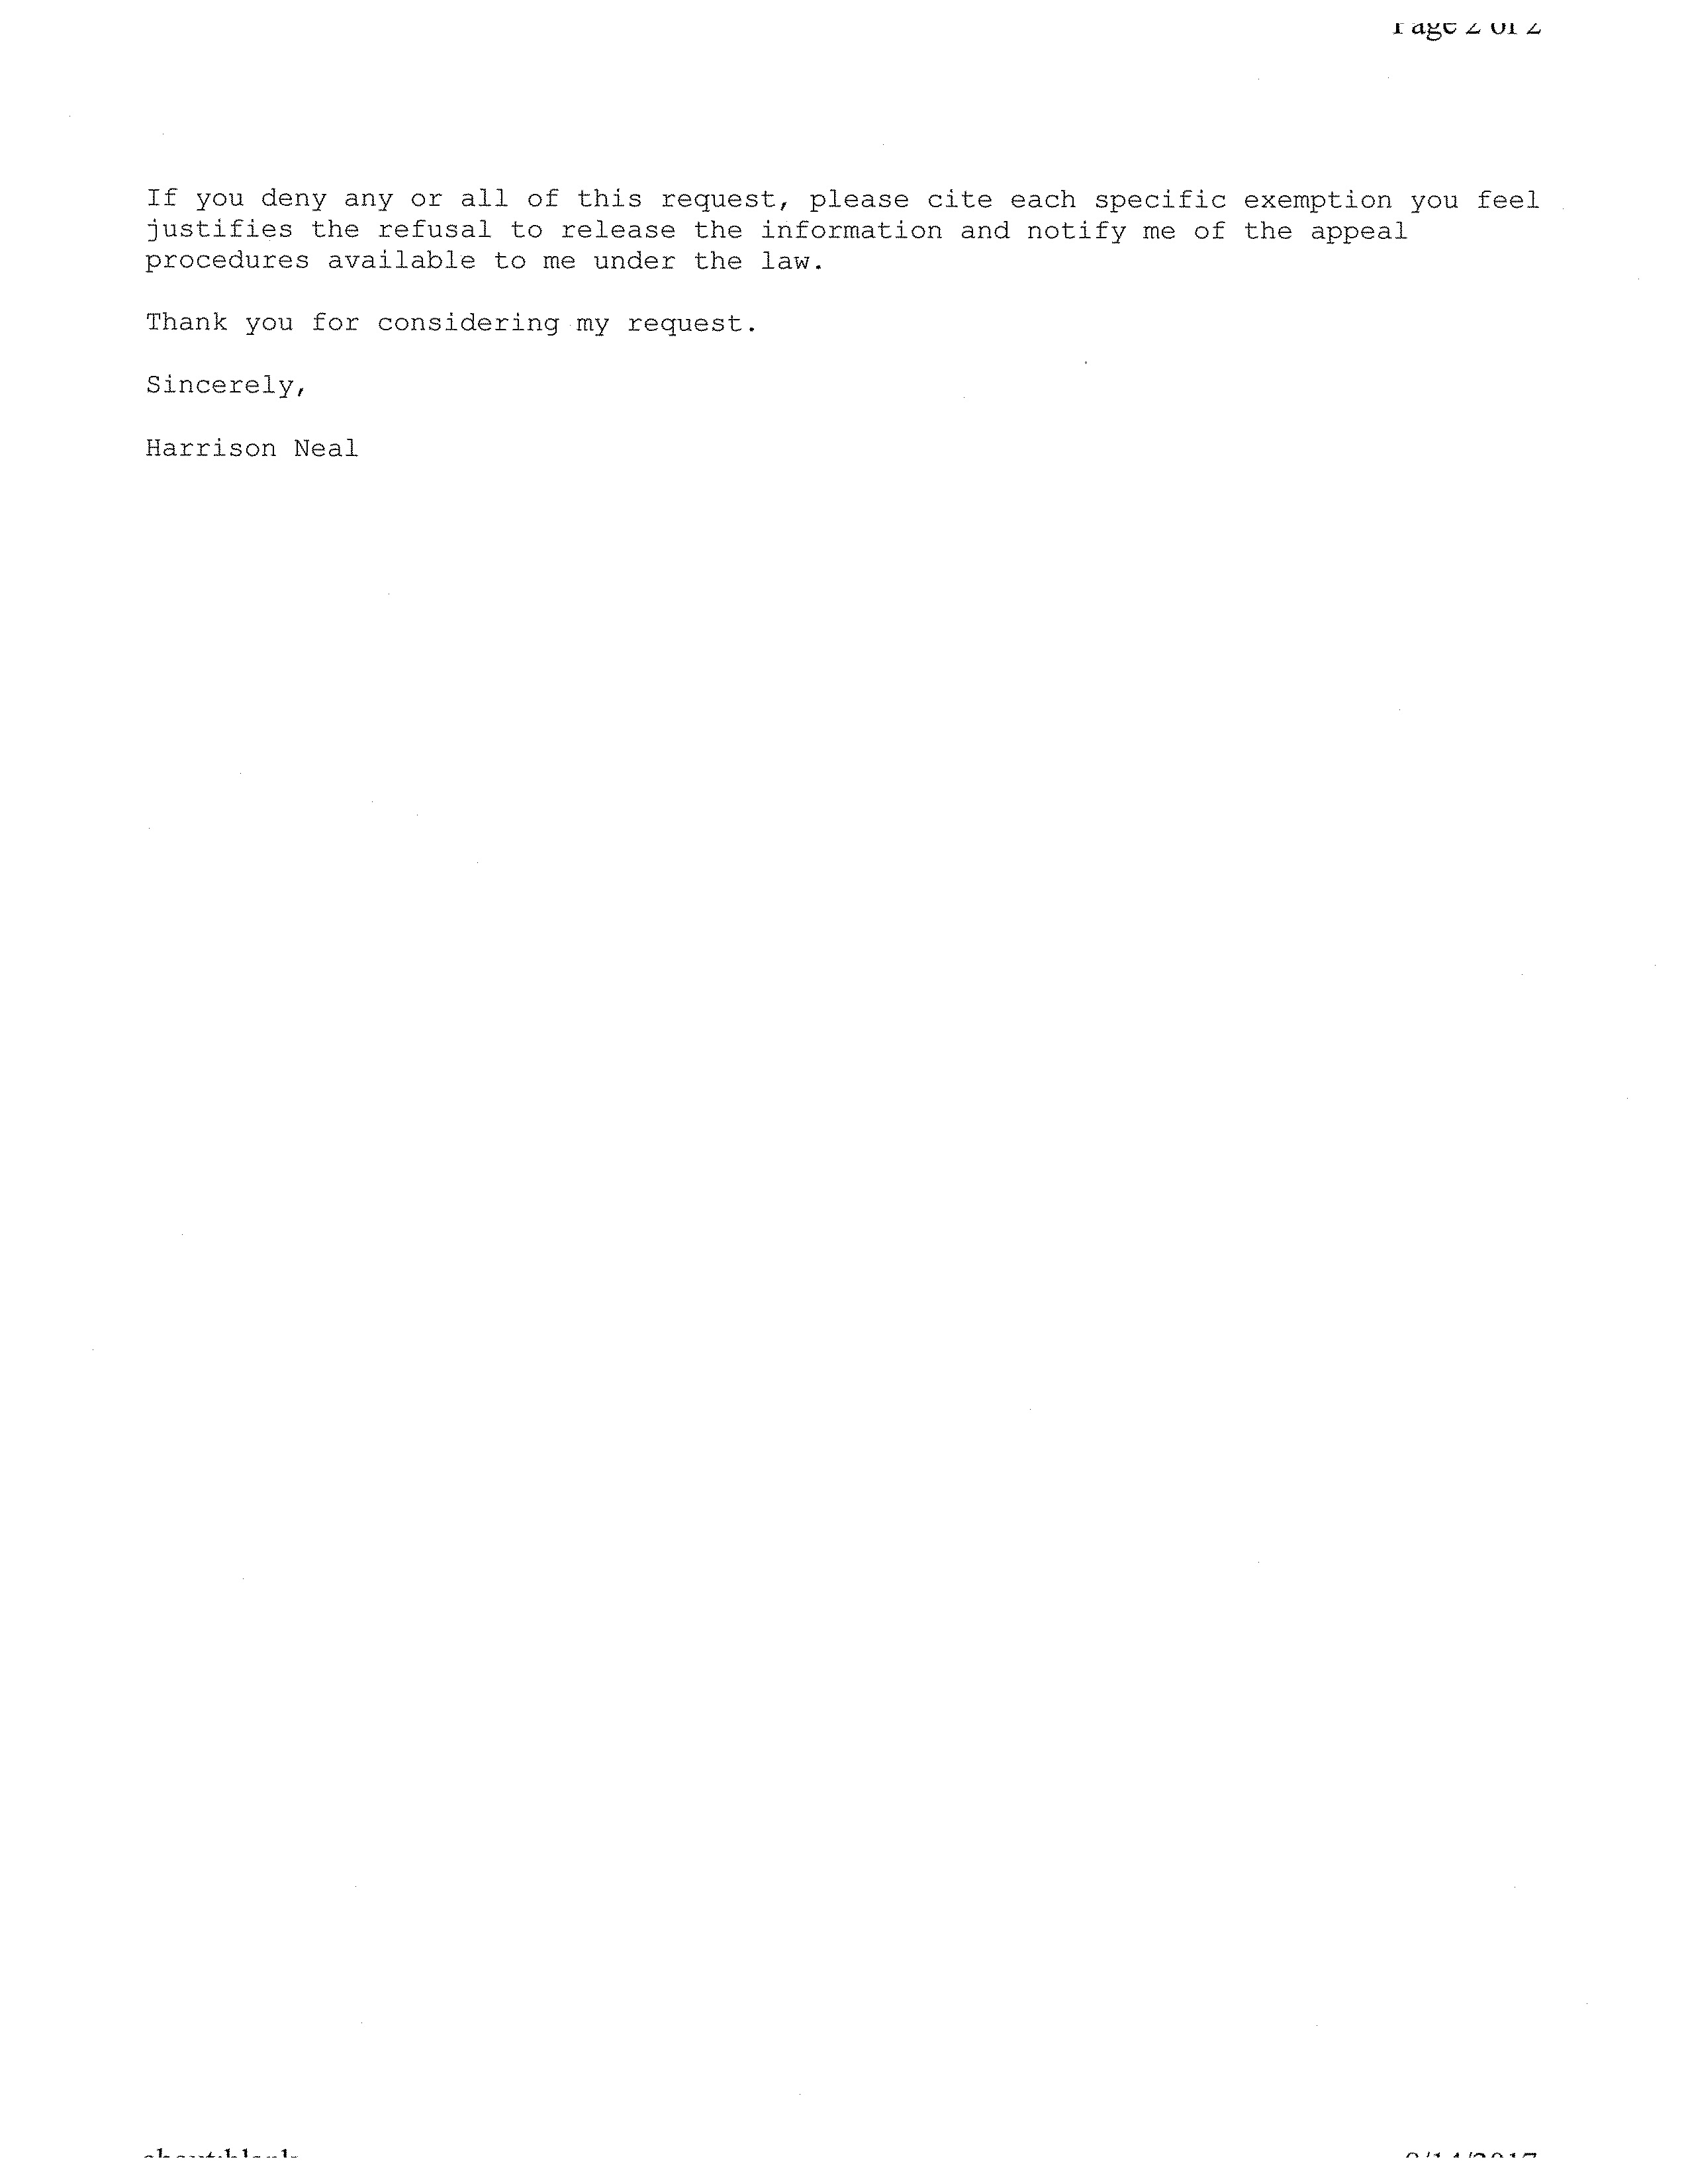 Page 2 of 2
If you deny any or all of this request, please cite each specific exemption you feel
justifies the refusal to release the information and notify me of the appeal
procedures available to me under the law.
Thank you for considering my request.
Sincerely,
Harrison Neal
about:blank